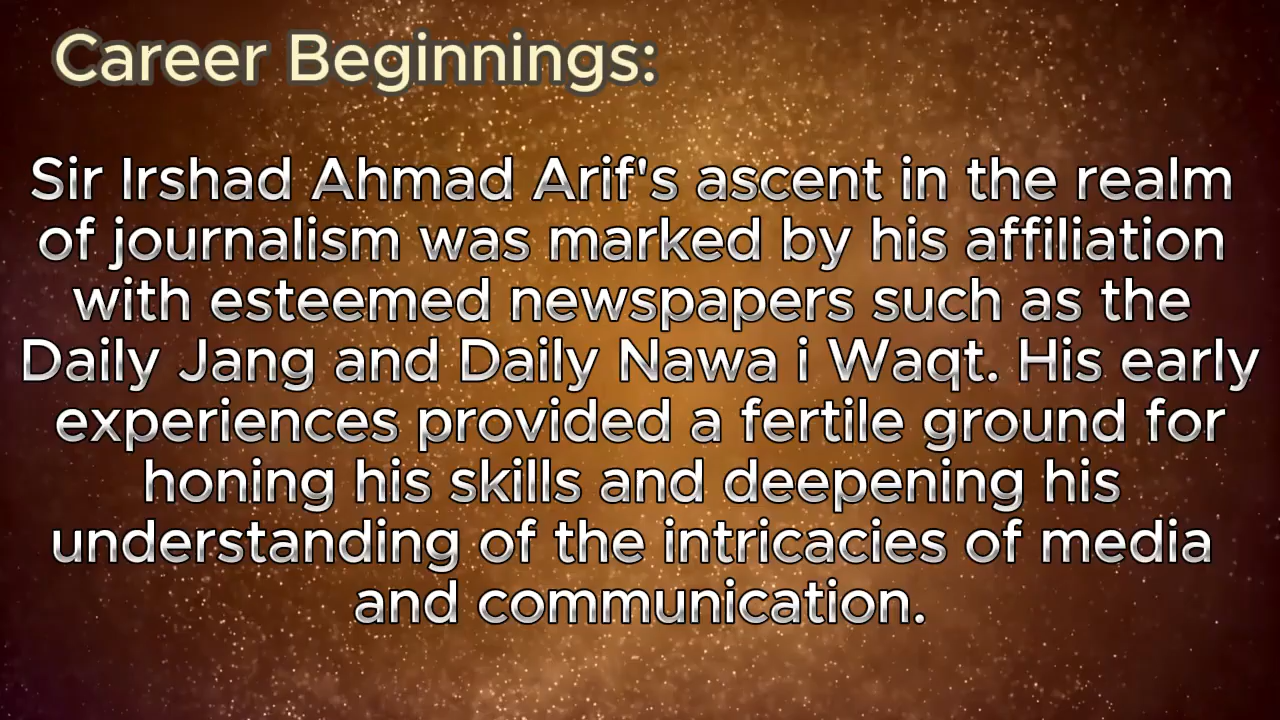 Career Beginnings:
Sir Irshad Ahmad Arif's ascent in the realm
of journalism was marked by his affiliation
with esteemed newspapers such as the
Daily Jang and Daily Nawa i Waqt. His early
experiences provided a fertile ground for
honing his skills and deepening his
understanding of the intricacies of media
and communication.